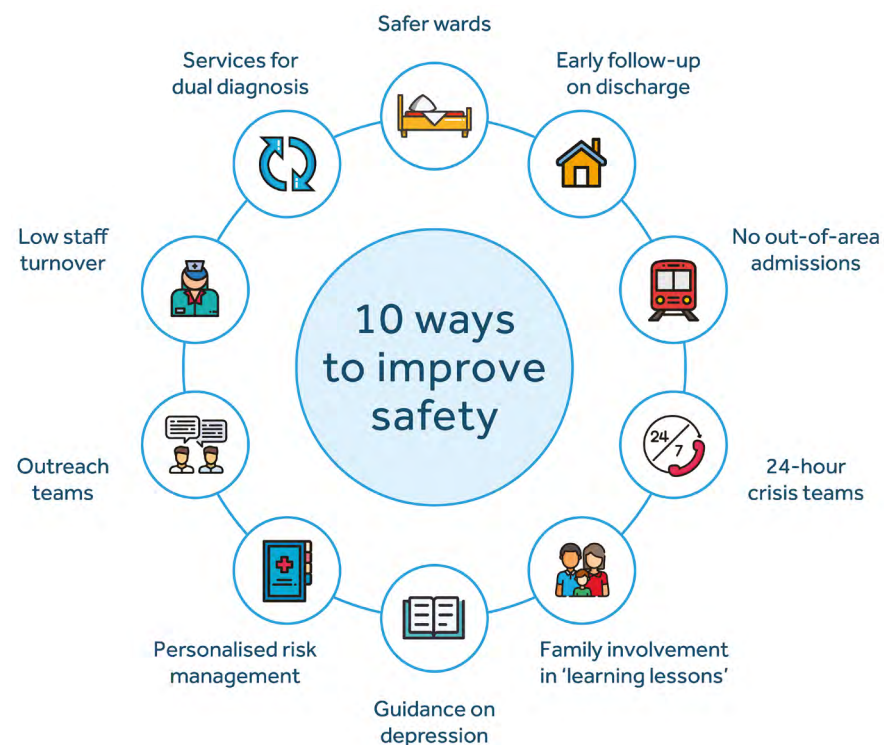 Safer wards
Early follow-up
on discharge
No out-of-area
admissions
24/7
24-hour
crisis teams
Family involvement
in ‘learning lessons’
Guidance on
depression
Personalised risk
management
Outreach
teams
Low staff
turnover
Services for
dual diagnosis
10 ways
to improve
safety